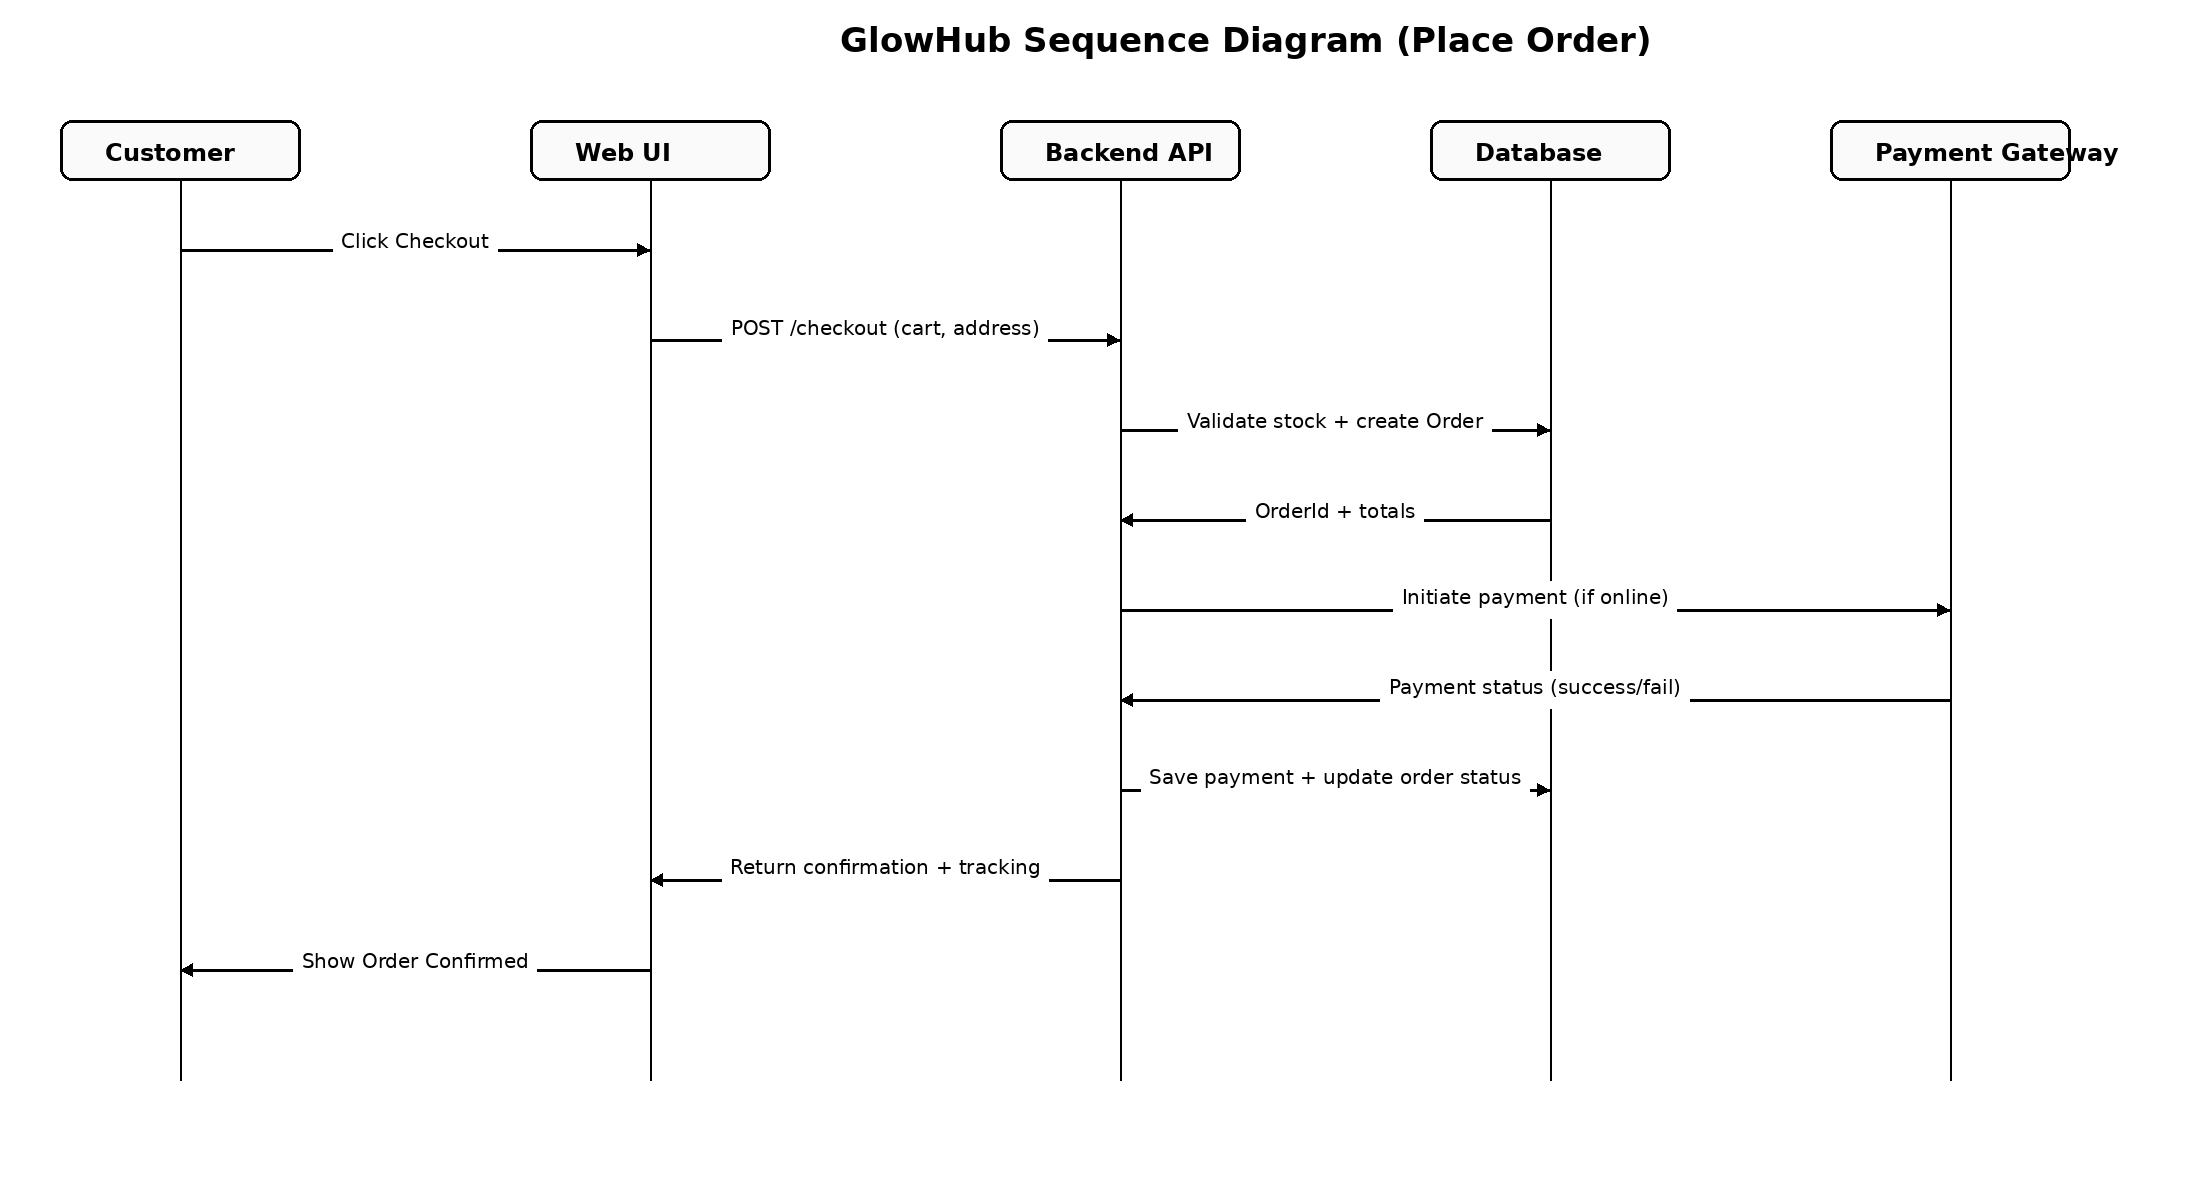 GlowHub Sequence Diagram (Place Order)
Customer
Web UI
Backend API
Database
Payment Gateway
Click Checkout
POST /checkout (cart, address)
Validate stock + create Order
OrderId + totals
Initiate payment (if online)
Payment status (success/fail)
Save payment + update order status
Return confirmation + tracking
Show Order Confirmed